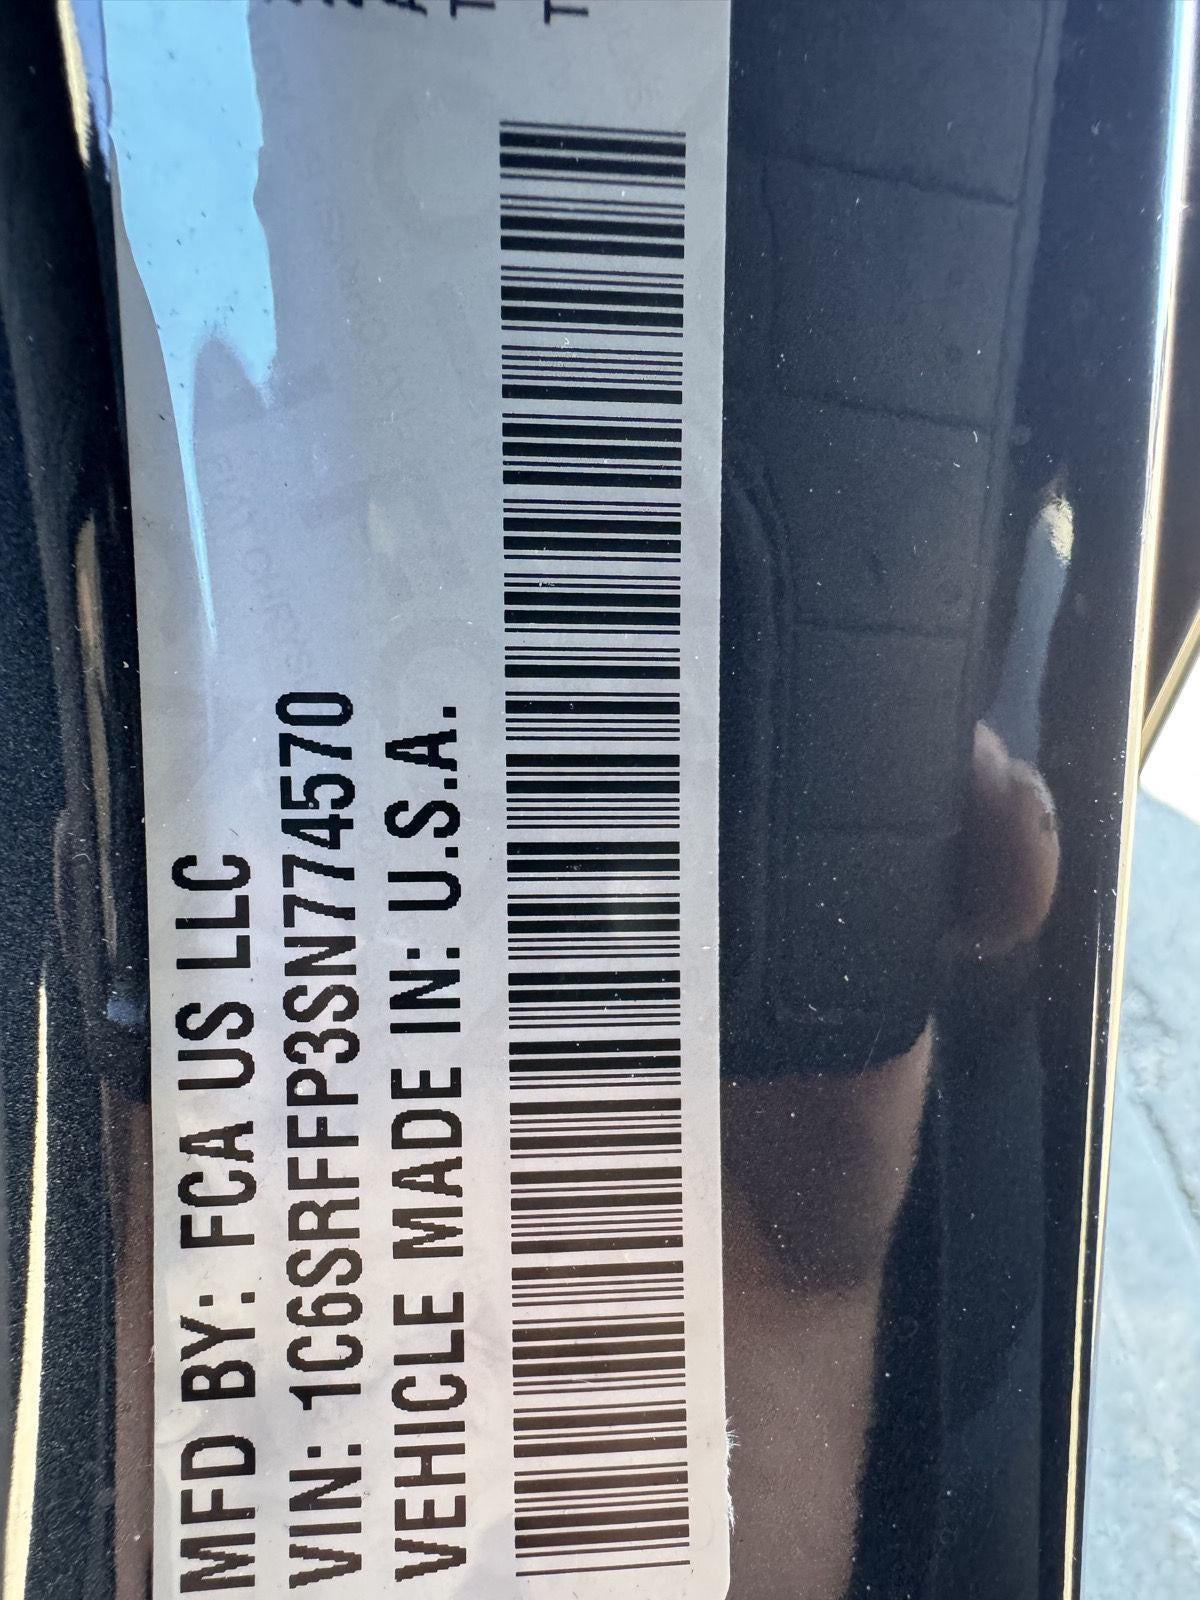 MFD BY: FCA US LLC
VIN: 1C6SRFFP3SN774570
VEHICLE MADE IN: U.S.A.